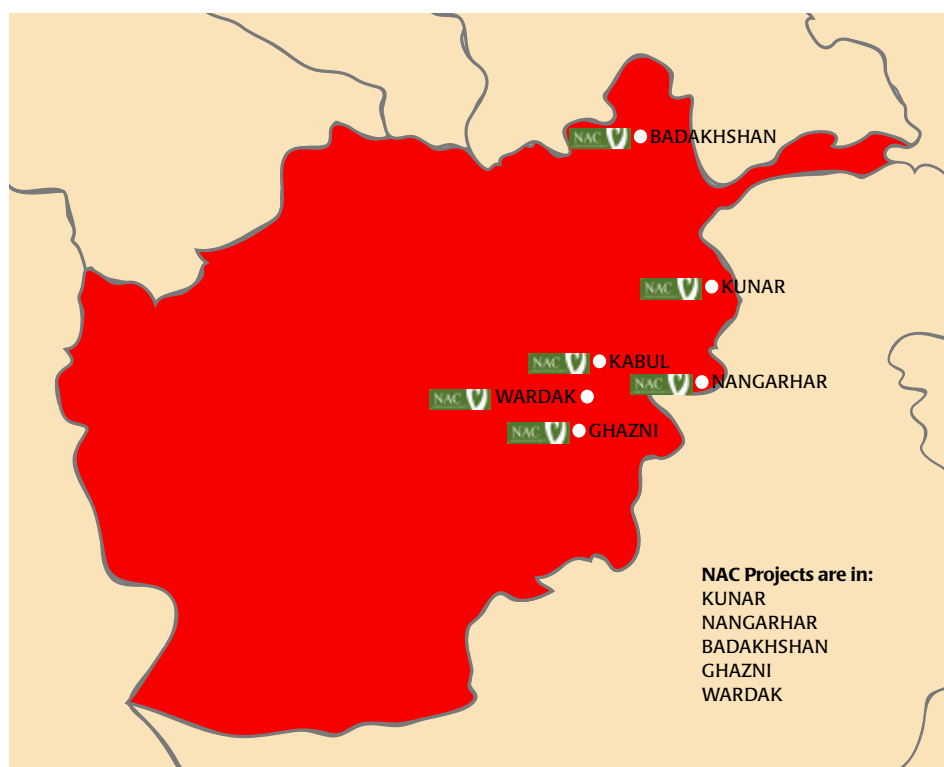 NAC BADAKHSHAN
NAC KUNAR
NAC KABUL
NAC NANGARHAR
NAC WARDAK
NAC GHAZNI
NAC Projects are in:
KUNAR
NANGARHAR
BADAKHSHAN
GHAZNI
WARDAK